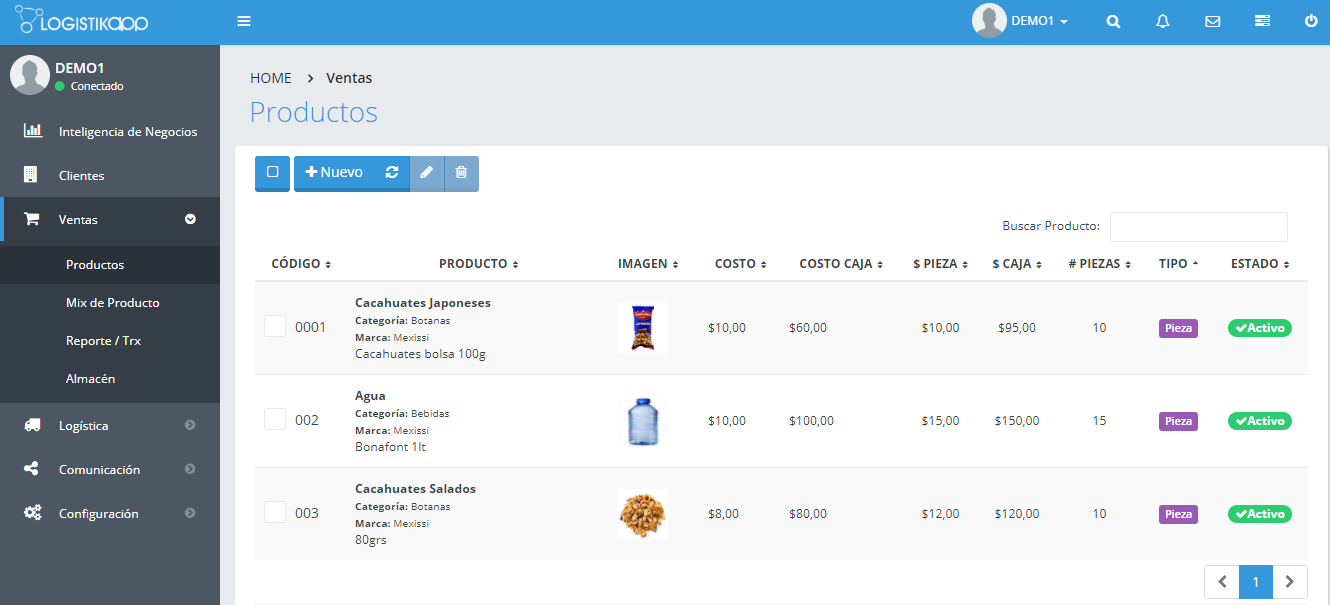 LOGISTIKAPP
DEMO1
DEMO1
Conectado
Inteligencia de Negocios
Clientes
Ventas
Productos
Mix de Producto
Reporte / Trx
Almacén
Logística
Comunicación
Configuración
HOME > Ventas
Productos
Nuevo
Buscar Producto:
CÓDIGO PRODUCTO IMAGEN COSTO COSTO CAJA $ PIEZA $ CAJA # PIEZAS TIPO ESTADO
Cacahuates Japoneses
Categoría: Botanas
0001 $10,00 $60,00 $10,00 $95,00 10 Pieza Activo
Marca: Mexissi
Cacahuates bolsa 100g
Agua
Categoría: Bebidas
002 $10,00 $100,00 $15,00 $150,00 15 Pieza Activo
Marca: Mexissi
Bonafont 1lt
Cacahuates Salados
Categoría: Botanas
003 $8,00 $80,00 $12,00 $120,00 10 Pieza Activo
Marca: Mexissi
80grs
1